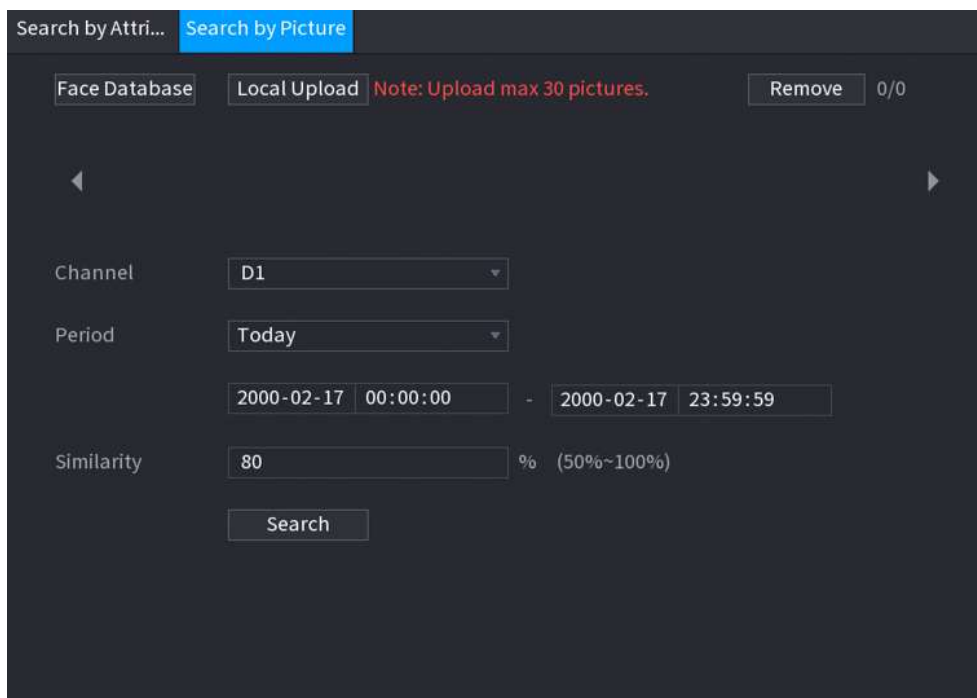 Search by Attri... Search by Picture
Face Database Local Upload Note: Upload max 30 pictures. Remove 0/0
Channel D1
Period Today
2000-02-17 00:00:00 - 2000-02-17 23:59:59
Similarity 80 % (50%~100%)
Search